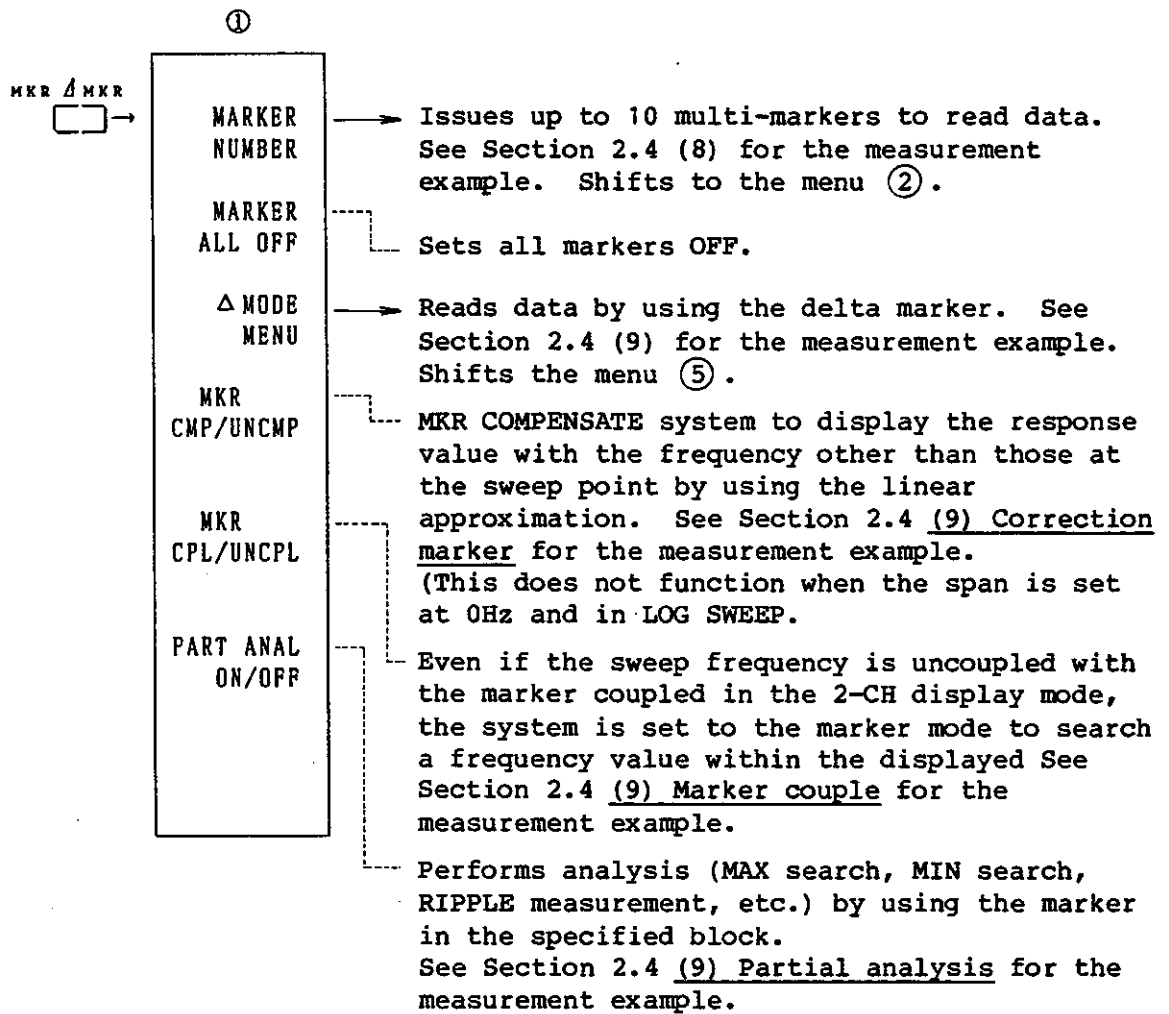 ①
MKR Δ MKR
MARKER
NUMBER
Issues up to 10 multi-markers to read data.
See Section 2.4 (8) for the measurement
example. Shifts to the menu ②.
MARKER
ALL OFF
Sets all markers OFF.
Δ MODE
MENU
Reads data by using the delta marker. See
Section 2.4 (9) for the measurement example.
Shifts the menu ⑤.
MKR
CMP/UNCMP
MKR COMPENSATE system to display the response
value with the frequency other than those at
the sweep point by using the linear
approximation. See Section 2.4 (9) Correction
marker for the measurement example.
(This does not function when the span is set
at 0Hz and in LOG SWEEP.
MKR
CPL/UNCPL
Even if the sweep frequency is uncoupled with
the marker coupled in the 2-CH display mode,
the system is set to the marker mode to search
a frequency value within the displayed See
Section 2.4 (9) Marker couple for the
measurement example.
PART ANAL
ON/OFF
Performs analysis (MAX search, MIN search,
RIPPLE measurement, etc.) by using the marker
in the specified block.
See Section 2.4 (9) Partial analysis for the
measurement example.